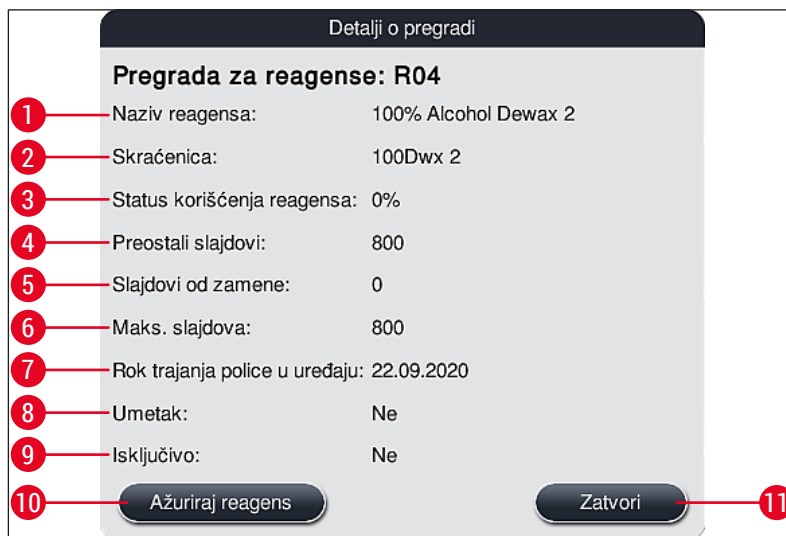 Detalji o pregradi
Pregrada za reagense: R04
1 Naziv reagensa: 100% Alcohol Dewax 2
2 Skraćenica: 100Dwx 2
3 Status korišćenja reagensa: 0%
4 Preostali slajdovi: 800
5 Slajdovi od zamene: 0
6 Maks. slajdova: 800
7 Rok trajanja police u uređaju: 22.09.2020
8 Umetak: Ne
9 Isključivo: Ne
10 Ažuriraj reagens Zatvori 11